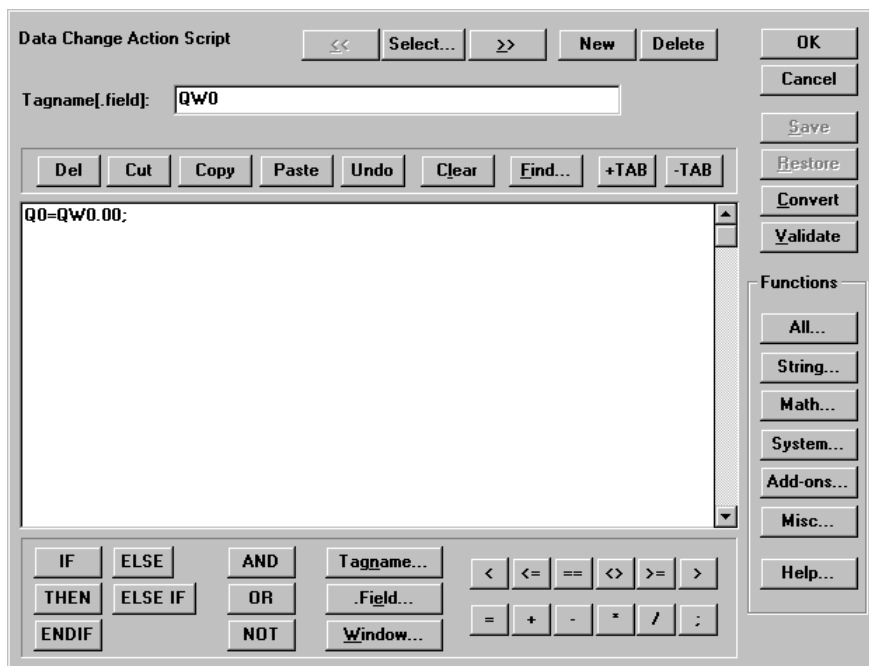 Data Change Action Script
<< Select... >> New Delete
OK
Cancel
Tagname[.field]: QW0
Save
Restore
Convert
Validate
Del Cut Copy Paste Undo Clear Find... +TAB -TAB
Q0=QW0.00;
Functions
All...
String...
Math...
System...
Add-ons...
Misc...
Help...
IF ELSE AND Tagname... < <= == <> >= >
THEN ELSE IF OR .Field...
ENDIF NOT Window... = + - * / ;